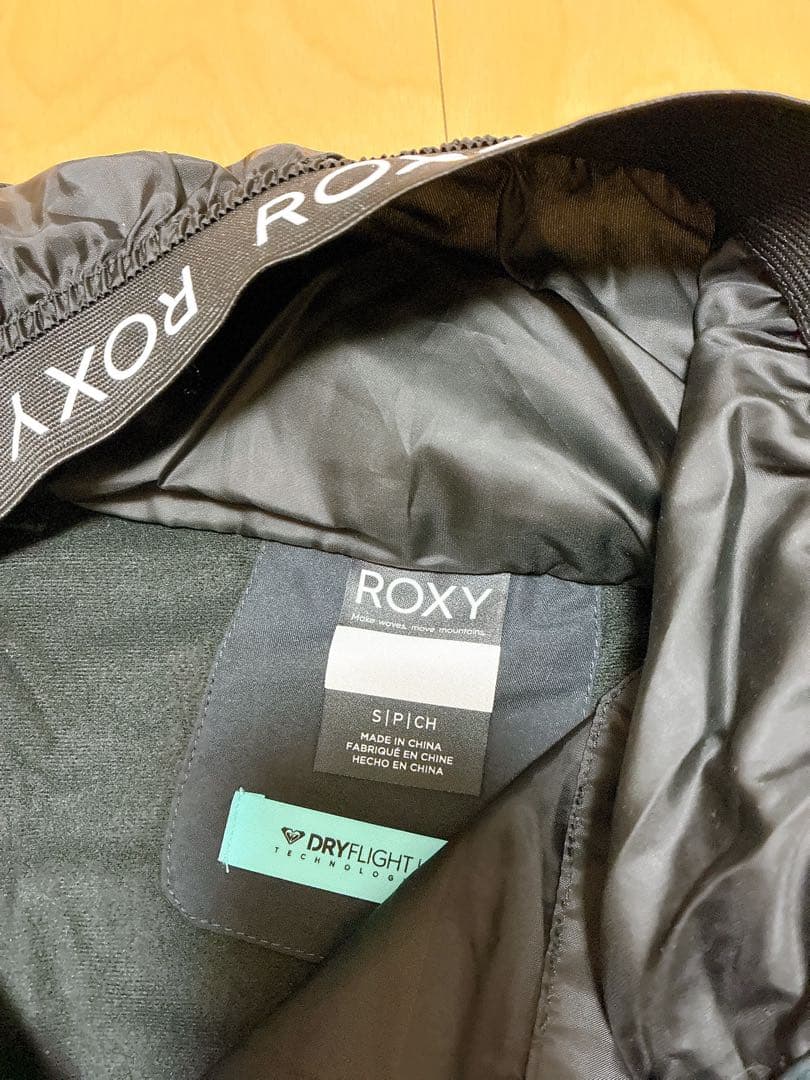 ROXY
ROXY
ROXY
Make waves, move mountains.
S|P|CH
MADE IN CHINA
FABRIQUÉ EN CHINE
HECHO EN CHINA
DRYFLIGHT